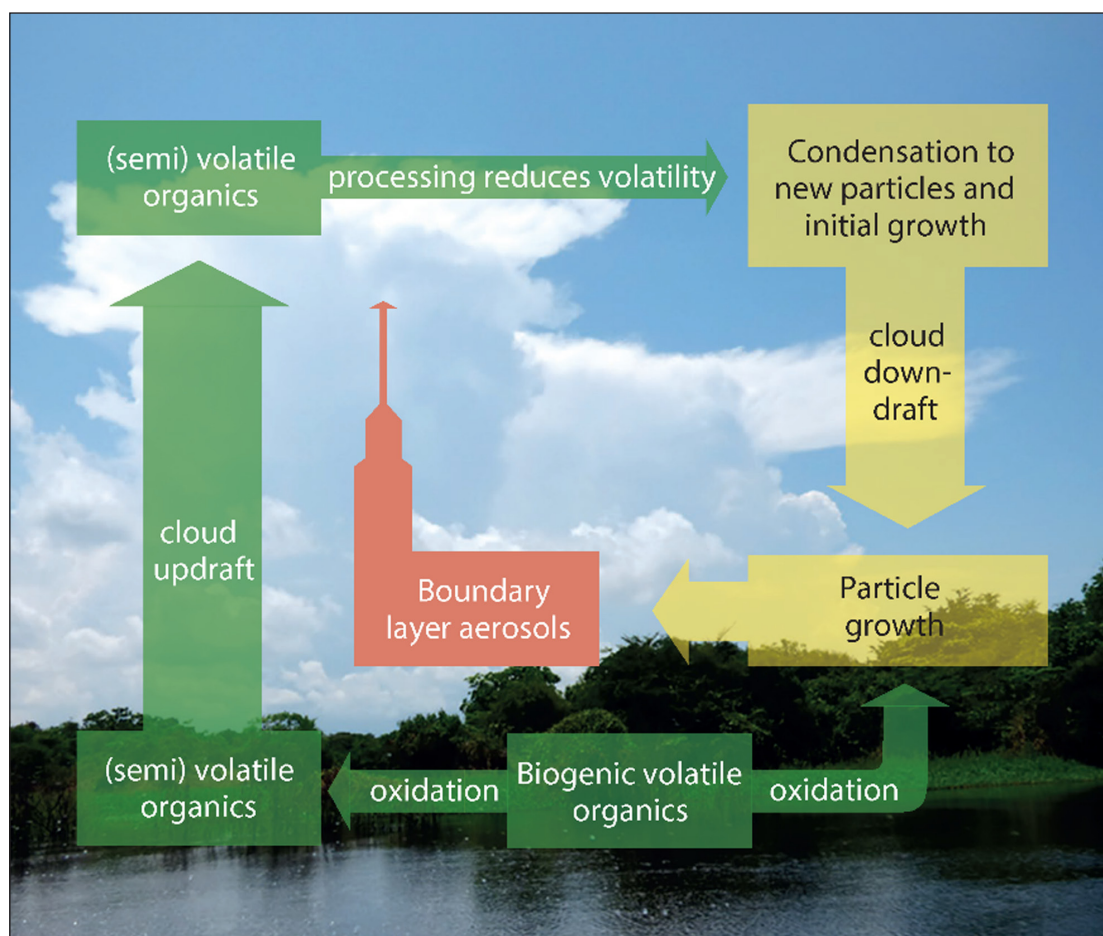 (semi) volatile
organics
processing reduces volatility
Condensation to
new particles and
initial growth
cloud
down-
draft
cloud
updraft
Boundary
layer aerosols
Particle
growth
(semi) volatile
organics
oxidation
Biogenic volatile
organics
oxidation